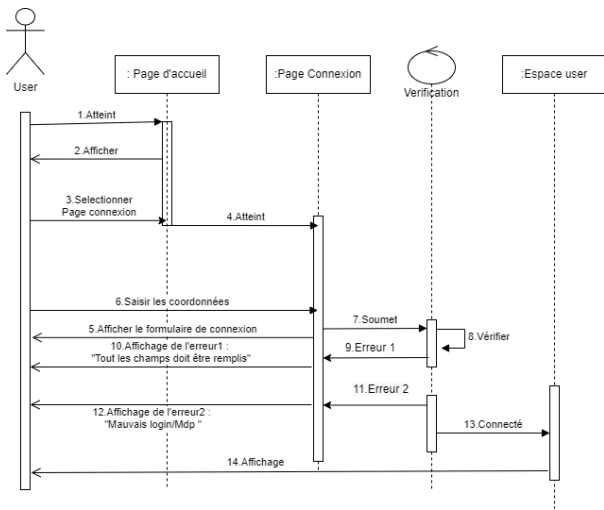 : Page d'accueil
:Page Connexion
:Espace user
User
Verification
1.Atteint
2.Afficher
3.Selectionner
Page connexion
4.Atteint
6.Saisir les coordonnées
7.Soumet
5.Afficher le formulaire de connexion
8.Vérifier
10.Affichage de l'erreur1 :
"Tout les champs doit être remplis"
9.Erreur 1
11.Erreur 2
12.Affichage de l'erreur2 :
"Mauvais login/Mdp "
13.Connecté
14.Affichage